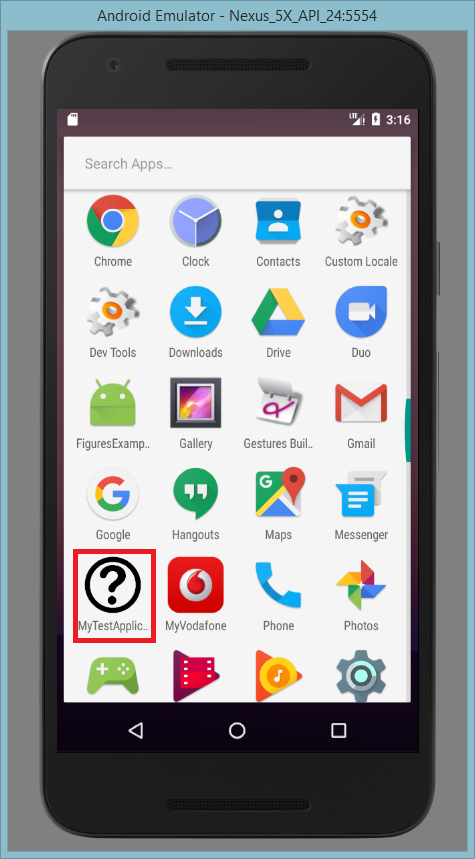 Android Emulator - Nexus_5X_API_24:5554
LTE 3:16
Search Apps...
Chrome Clock Contacts Custom Locale
Dev Tools Downloads Drive Duo
FiguresExamp.. Gallery Gestures Buil.. Gmail
G
Google Hangouts Maps Messenger
?
MyTestApplic.. MyVodafone Phone Photos